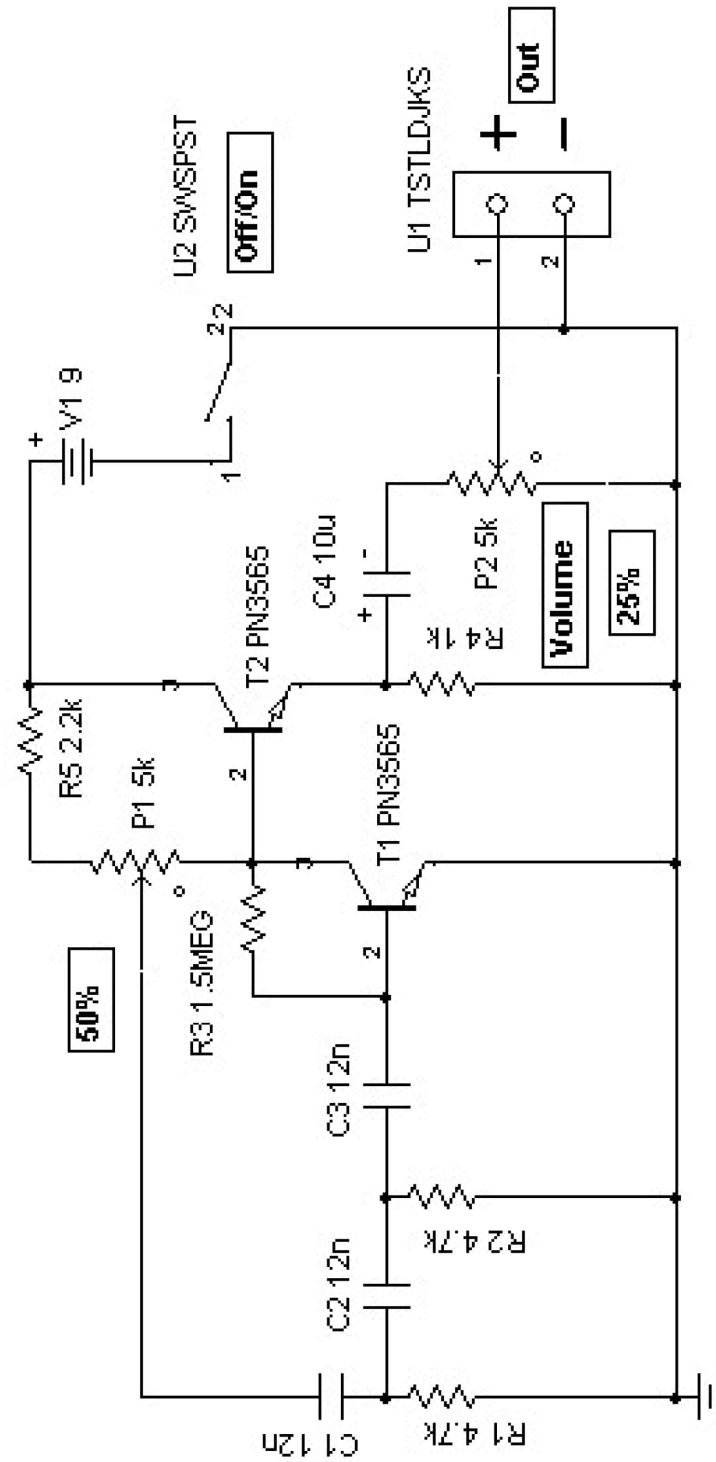 +
V1 9
R5 2.2k
50%
P1 5k
U2 SWSPST
R3 1.5MEG
22
1
Off/On
2
T2 PN3565
C1 12n
C2 12n
C3 12n
2
T1 PN3565
+
C4 10u
-
U1 TSTLDJKS
R1 4.7k
R2 4.7k
R4 1k
P2 5k
1
+
Out
2
−
Volume
25%